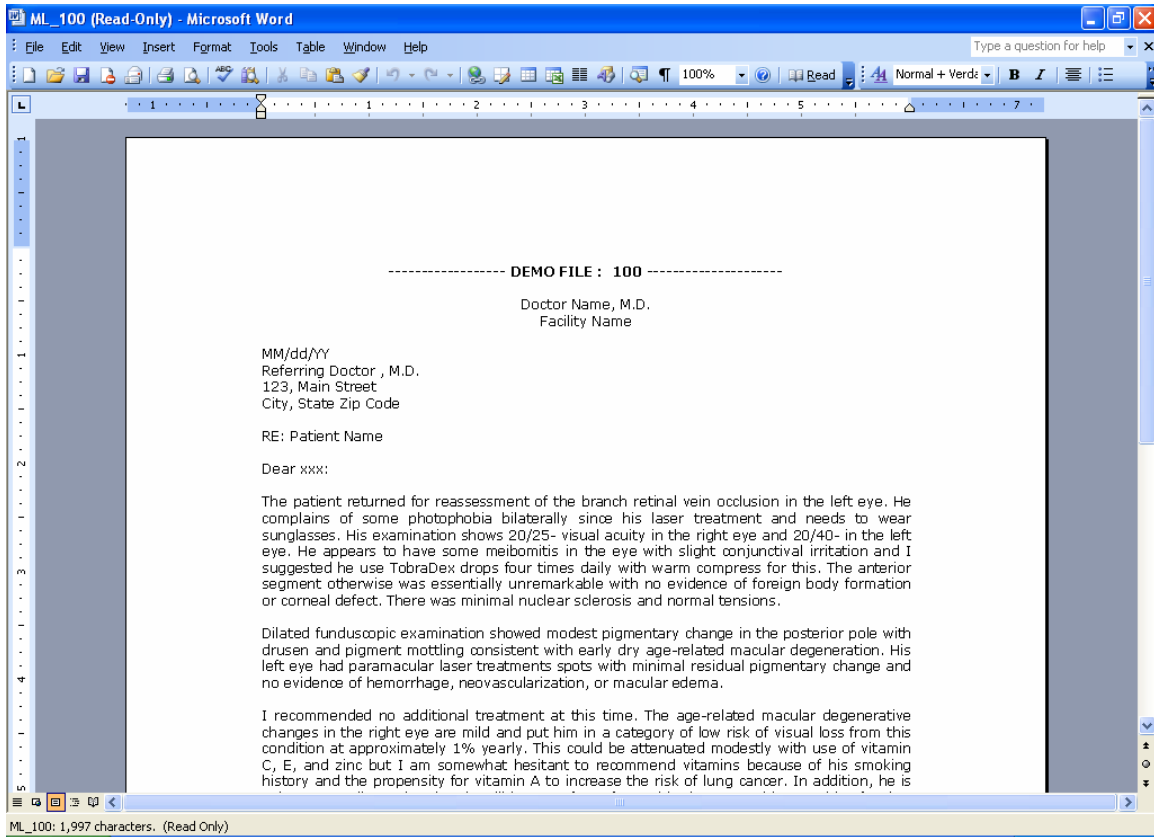 ML_100 (Read-Only) - Microsoft Word
File Edit View Insert Format Tools Table Window Help Type a question for help
100% Read Normal + Verda B I
1 1 2 3 4 5 7
DEMO FILE : 100
Doctor Name, M.D.
Facility Name
MM/dd/YY
Referring Doctor , M.D.
123, Main Street
City, State Zip Code
RE: Patient Name
Dear xxx:
The patient returned for reassessment of the branch retinal vein occlusion in the left eye. He
complains of some photophobia bilaterally since his laser treatment and needs to wear
sunglasses. His examination shows 20/25- visual acuity in the right eye and 20/40- in the left
eye. He appears to have some meibomitis in the eye with slight conjunctival irritation and I
suggested he use TobraDex drops four times daily with warm compress for this. The anterior
segment otherwise was essentially unremarkable with no evidence of foreign body formation
or corneal defect. There was minimal nuclear sclerosis and normal tensions.
Dilated funduscopic examination showed modest pigmentary change in the posterior pole with
drusen and pigment mottling consistent with early dry age-related macular degeneration. His
left eye had paramacular laser treatments spots with minimal residual pigmentary change and
no evidence of hemorrhage, neovascularization, or macular edema.
I recommended no additional treatment at this time. The age-related macular degenerative
changes in the right eye are mild and put him in a category of low risk of visual loss from this
condition at approximately 1% yearly. This could be attenuated modestly with use of vitamin
C, E, and zinc but I am somewhat hesitant to recommend vitamins because of his smoking
history and the propensity for vitamin A to increase the risk of lung cancer. In addition, he is
ML_100: 1,997 characters. (Read Only)